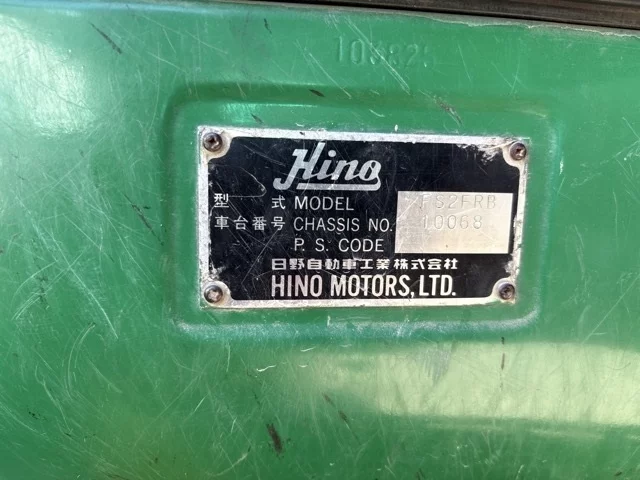 Hino
型 式 MODEL FS2FRB
車台番号 CHASSIS NO. 10068
P. S. CODE
日野自動車工業株式会社
HINO MOTORS, LTD.